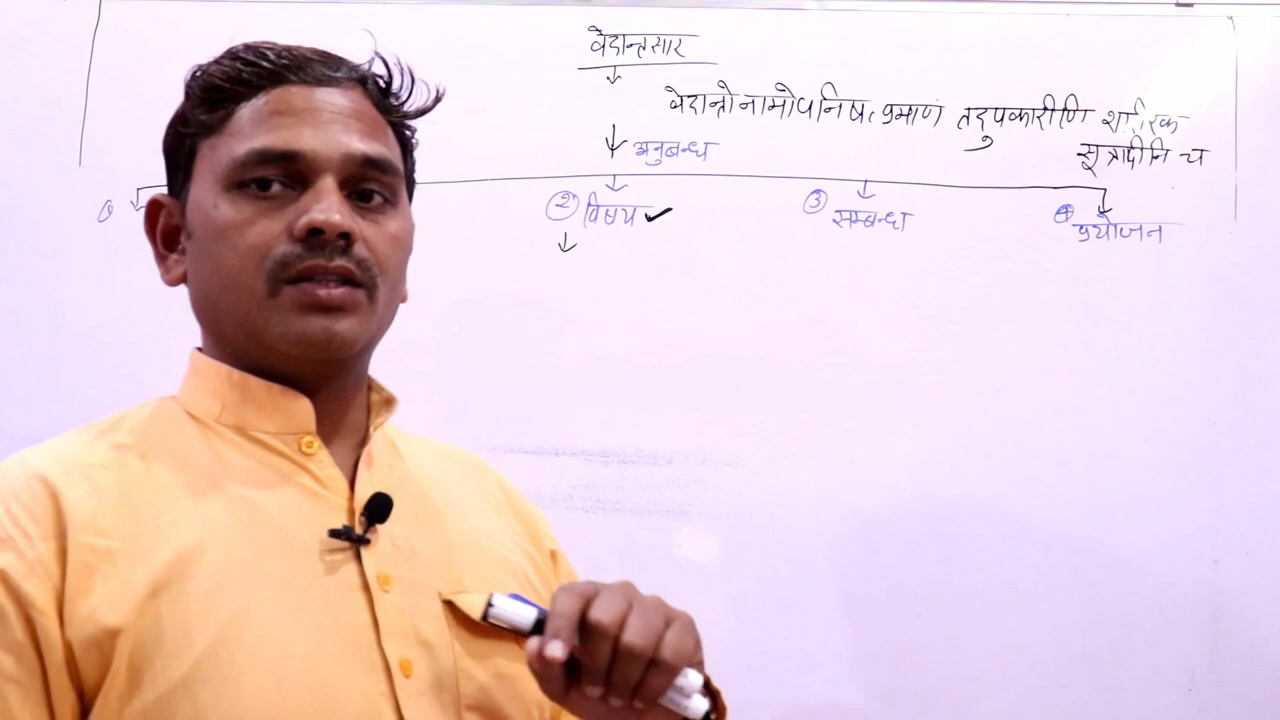 वेदान्तसार
वेदान्तोनामोपनिषत्प्रमाणं तदुपकारीणि शारीरक
सूत्रादीनि च
अनुबन्ध
② विषय ✓
③ सम्बन्ध
④ प्रयोजन